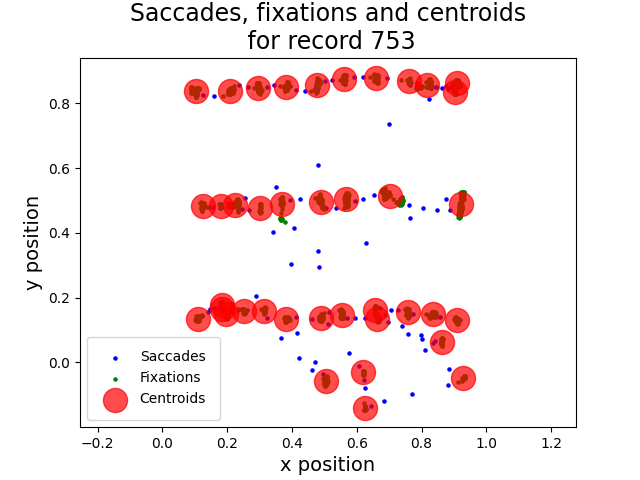 Saccades, fixations and centroids
for record 753
y position
0.8
0.6
0.4
0.2
0.0
Saccades
Fixations
Centroids
−0.2 0.0 0.2 0.4 0.6 0.8 1.0 1.2
x position